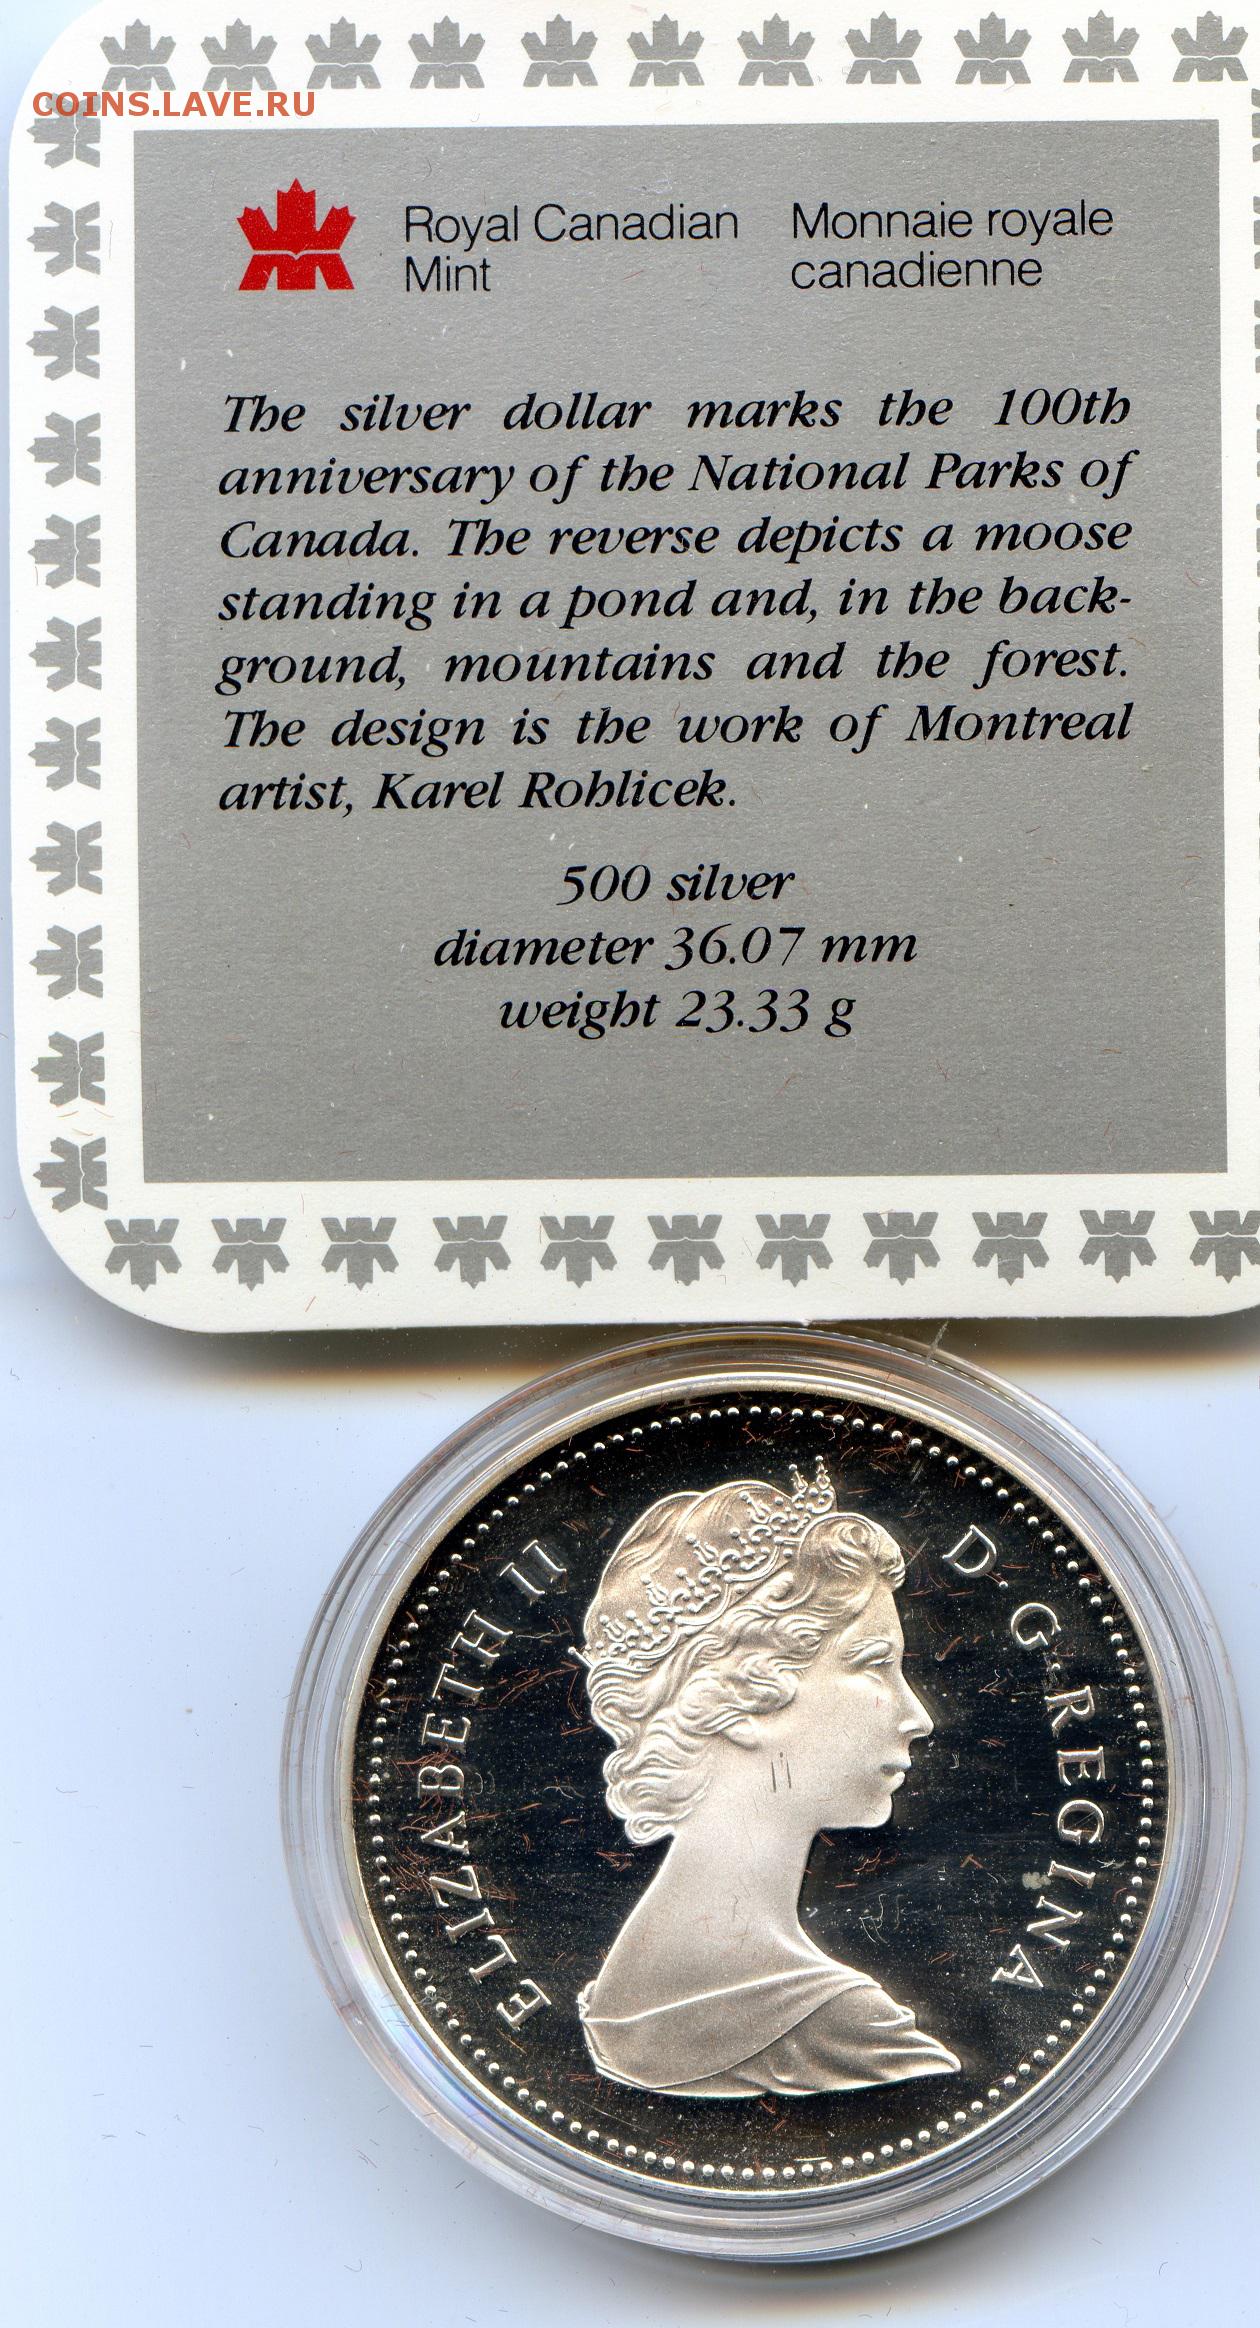 COINS.LAVE.RU
Royal Canadian
Mint
Monnaie royale
canadienne
The silver dollar marks the 100th
anniversary of the National Parks of
Canada. The reverse depicts a moose
standing in a pond and, in the back-
ground, mountains and the forest.
The design is the work of Montreal
artist, Karel Rohlicek.
500 silver
diameter 36.07 mm
weight 23.33 g
ELIZABETH II
D. G. REGINA